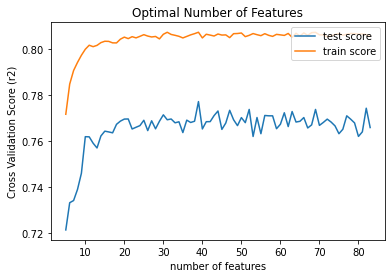 Optimal Number of Features
test score
train score
Cross Validation Score (r2)
0.80
0.78
0.76
0.74
0.72
10 20 30 40 50 60 70 80
number of features